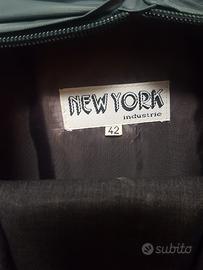 NEW YORK
industrie
42
subito